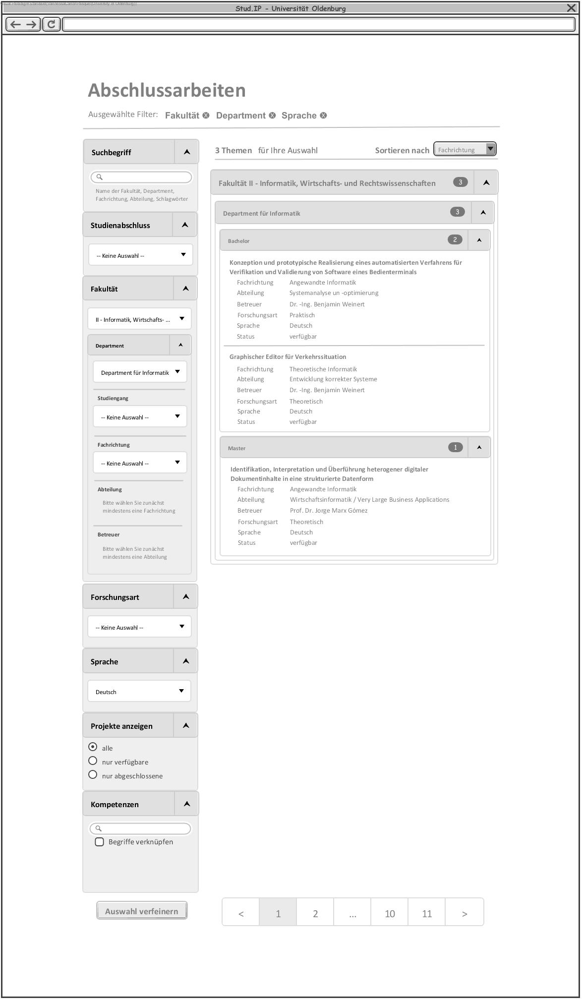 Visual Paradigm Standard(VannessaCanonPasquel(University of Oldenburg))
Stud.IP - Universität Oldenburg
Abschlussarbeiten
Ausgewählte Filter: Fakultät X Department X Sprache X
Suchbegriff
Name der Fakultät, Department,
Fachrichtung, Abteilung, Schlagwörter
Studienabschluss
-- Keine Auswahl --
Fakultät
II - Informatik, Wirtschafts- ...
Department
Department für Informatik
Studiengang
-- Keine Auswahl --
Fachrichtung
-- Keine Auswahl --
Abteilung
Bitte wählen Sie zunächst
mindestens eine Fachrichtung
Betreuer
Bitte wählen Sie zunächst
mindestens eine Abteilung
Forschungsart
-- Keine Auswahl --
Sprache
Deutsch
Projekte anzeigen
alle
nur verfügbare
nur abgeschlossene
Kompetenzen
Begriffe verknüpfen
Auswahl verfeinern
3 Themen für Ihre Auswahl Sortieren nach Fachrichtung
Fakultät II - Informatik, Wirtschafts- und Rechtswissenschaften 3
Department für Informatik 3
Bachelor 2
Konzeption und prototypische Realisierung eines automatisierten Verfahrens für
Verifikation und Validierung von Software eines Bedienterminals
Fachrichtung Angewandte Informatik
Abteilung Systemanalyse un -optimierung
Betreuer Dr. -Ing. Benjamin Weinert
Forschungsart Praktisch
Sprache Deutsch
Status verfügbar
Graphischer Editor für Verkehrssituation
Fachrichtung Theoretische Informatik
Abteilung Entwicklung korrekter Systeme
Betreuer Dr. -Ing. Benjamin Weinert
Forschungsart Theoretisch
Sprache Deutsch
Status verfügbar
Master 1
Identifikation, Interpretation und Überführung heterogener digitaler
Dokumentinhalte in eine strukturierte Datenform
Fachrichtung Angewandte Informatik
Abteilung Wirtschaftsinformatik / Very Large Business Applications
Betreuer Prof. Dr. Jorge Marx Gómez
Forschungsart Theoretisch
Sprache Deutsch
Status verfügbar
< 1 2 ... 10 11 >